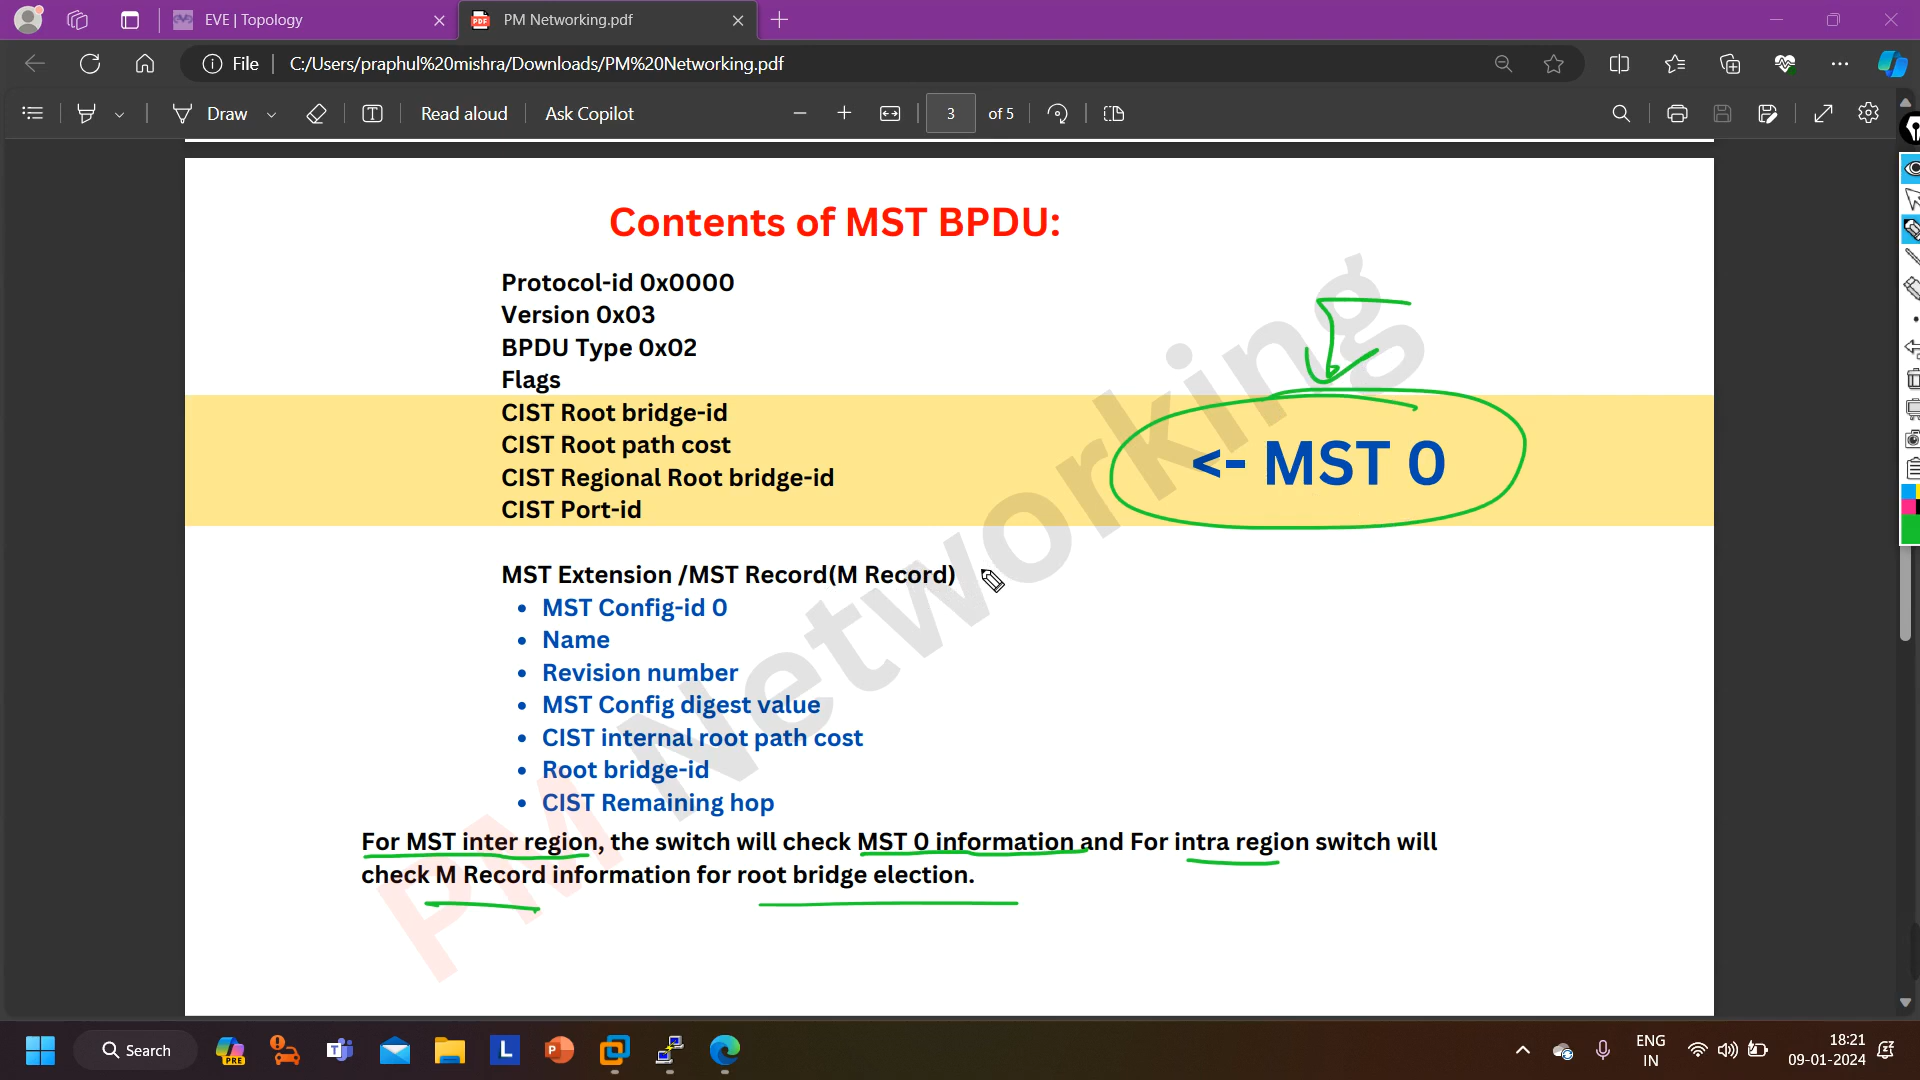 EVE | Topology
PM Networking.pdf
File
C:/Users/praphul%20mishra/Downloads/PM%20Networking.pdf
Draw
Read aloud
Ask Copilot
3
of 5
Contents of MST BPDU:
Protocol-id 0x0000
Version 0x03
BPDU Type 0x02
Flags
CIST Root bridge-id
CIST Root path cost
CIST Regional Root bridge-id
CIST Port-id
<- MST 0
MST Extension /MST Record(M Record)
• MST Config-id 0
• Name
• Revision number
• MST Config digest value
• CIST internal root path cost
• Root bridge-id
• CIST Remaining hop
For MST inter region, the switch will check MST 0 information and For intra region switch will
check M Record information for root bridge election.
PM Networking
Search
PRE
L
P
ENG
IN
18:21
09-01-2024